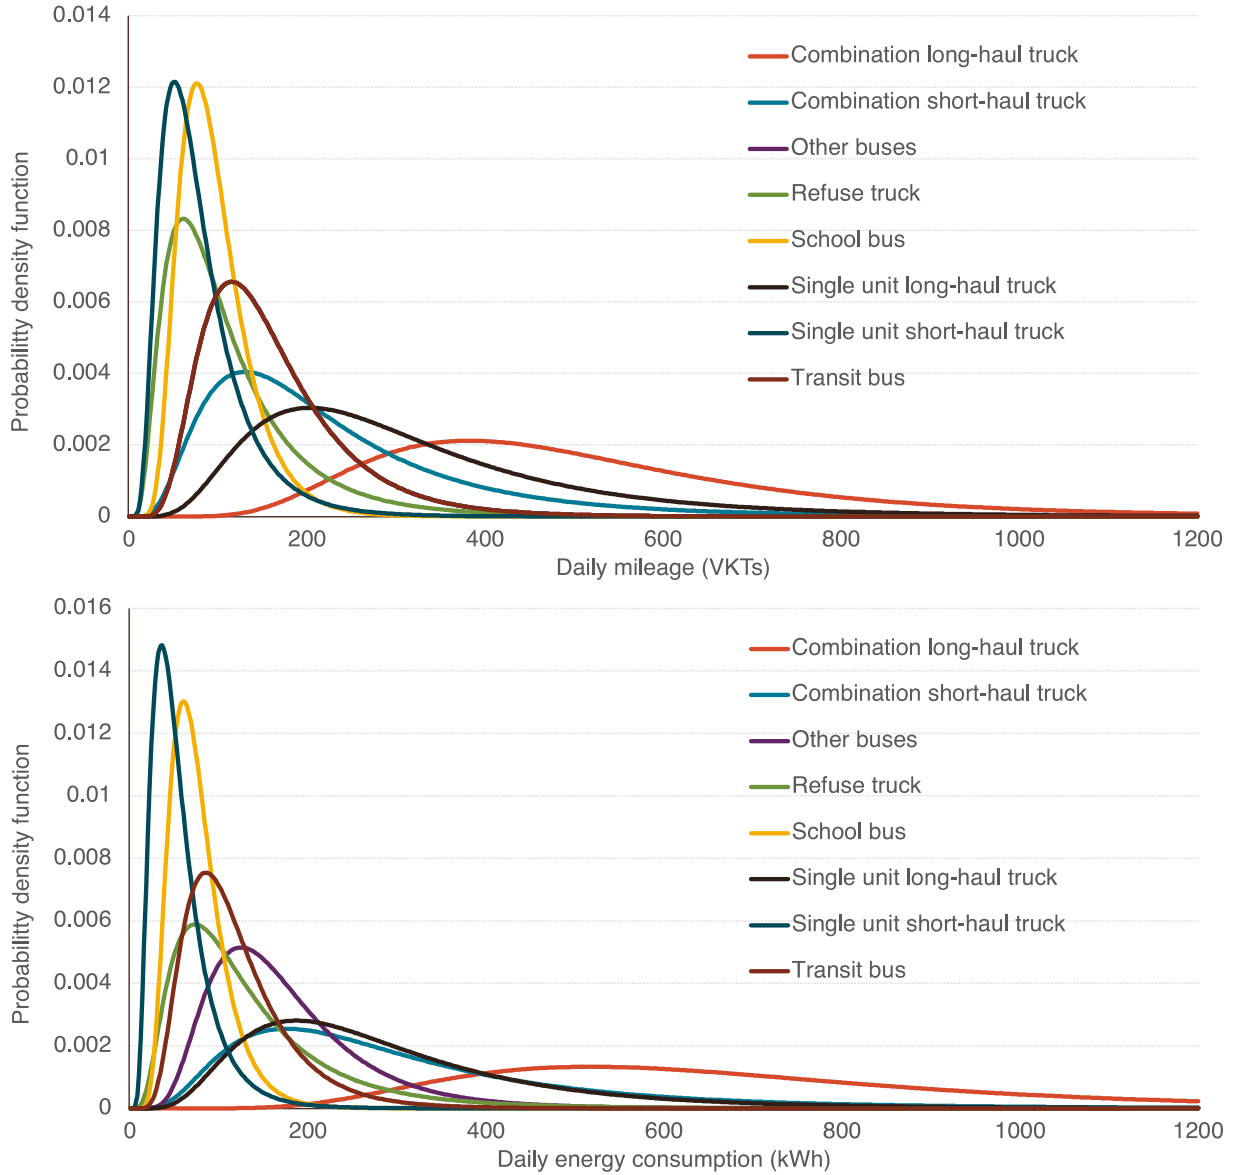 0.014
0.012
0.01
0.008
0.006
0.004
0.002
0
Probabilitty density function
Combination long-haul truck
Combination short-haul truck
Other buses
Refuse truck
School bus
Single unit long-haul truck
Single unit short-haul truck
Transit bus
0 200 400 600 800 1000 1200
Daily mileage (VKTs)
0.016
0.014
0.012
0.01
0.008
0.006
0.004
0.002
0
Probability density function
Combination long-haul truck
Combination short-haul truck
Other buses
Refuse truck
School bus
Single unit long-haul truck
Single unit short-haul truck
Transit bus
0 200 400 600 800 1000 1200
Daily energy consumption (kWh)